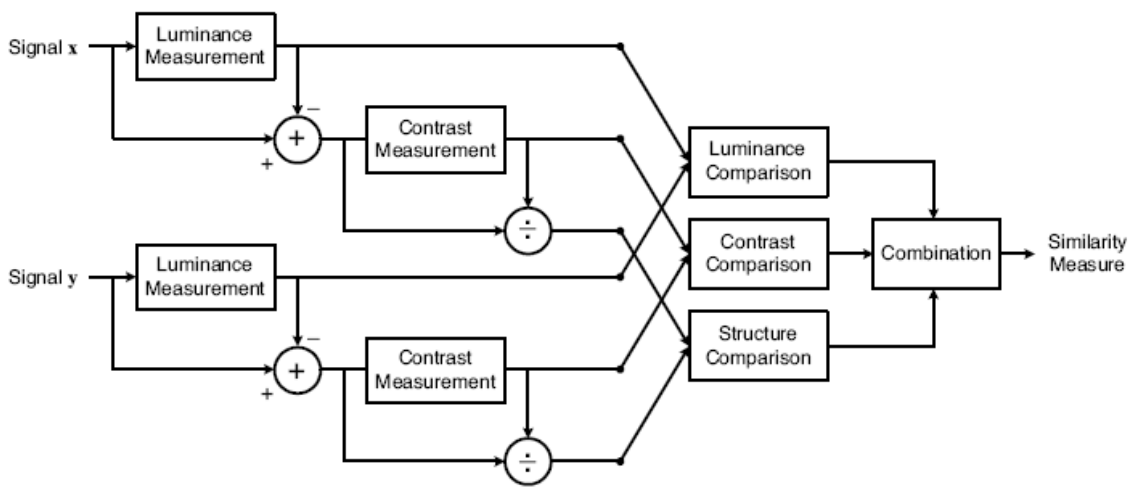 Signal x
Luminance
Measurement
−
+
+
Contrast
Measurement
÷
Signal y
Luminance
Measurement
−
+
+
Contrast
Measurement
÷
Luminance
Comparison
Contrast
Comparison
Structure
Comparison
Combination
Similarity
Measure